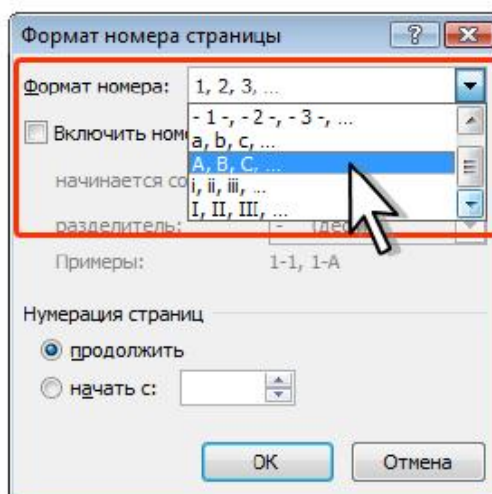 Формат номера страницы
Формат номера: 1, 2, 3, ...
- 1 -, - 2 -, - 3 -, ...
Включить ном
a, b, c, ...
A, B, C, ...
начинается со
i, ii, iii, ...
I, II, III, ...
разделитель: -
Примеры: 1-1, 1-A
Нумерация страниц
продолжить
начать с:
ОК Отмена